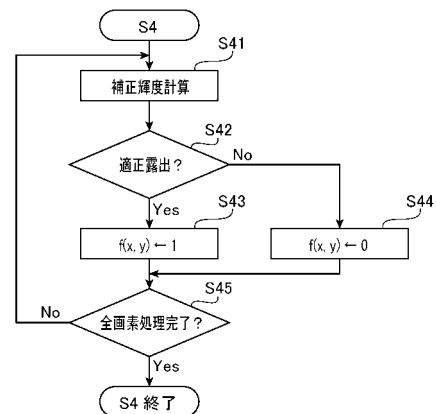 S4
S41
補正輝度計算
S42
適正露出？
No
Yes
S43
f(x, y) ← 1
S44
f(x, y) ← 0
S45
全画素処理完了？
No
Yes
S4 終了